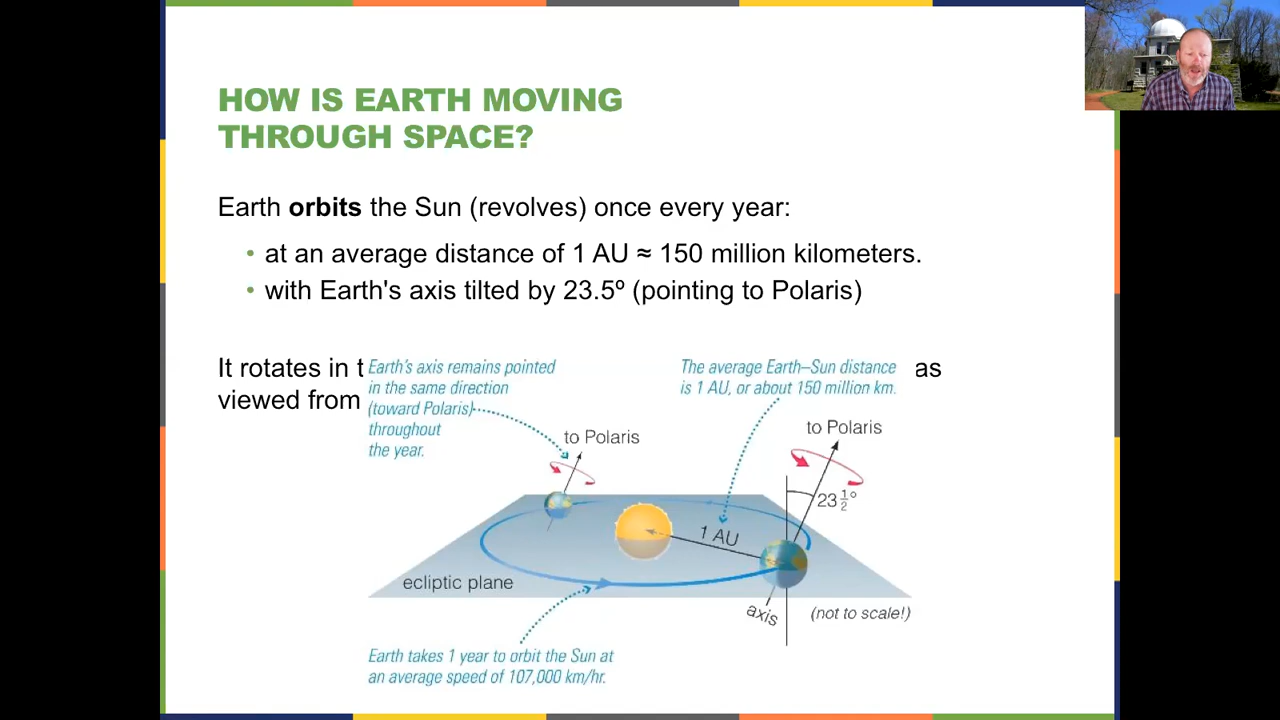 HOW IS EARTH MOVING
THROUGH SPACE?
Earth orbits the Sun (revolves) once every year:
• at an average distance of 1 AU ≈ 150 million kilometers.
• with Earth's axis tilted by 23.5º (pointing to Polaris)
It rotates in t as
viewed from
Earth's axis remains pointed
in the same direction
(toward Polaris)
throughout
the year.
The average Earth–Sun distance
is 1 AU, or about 150 million km.
to Polaris
to Polaris
23 ½°
1 AU
ecliptic plane
axis
(not to scale!)
Earth takes 1 year to orbit the Sun at
an average speed of 107,000 km/hr.